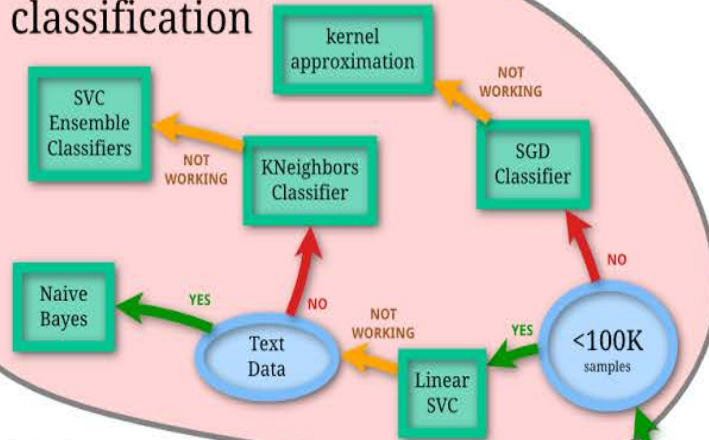 classification
kernel
approximation
NOT
WORKING
SVC
Ensemble
Classifiers
NOT
WORKING
KNeighbors
Classifier
SGD
Classifier
NO
Naive
Bayes
YES
NO
NOT
WORKING
Text
Data
YES
<100K
samples
Linear
SVC